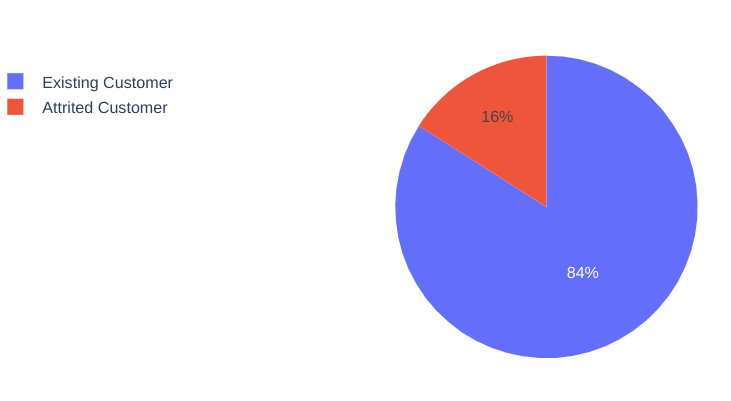 Existing Customer
Attrited Customer
16%
84%